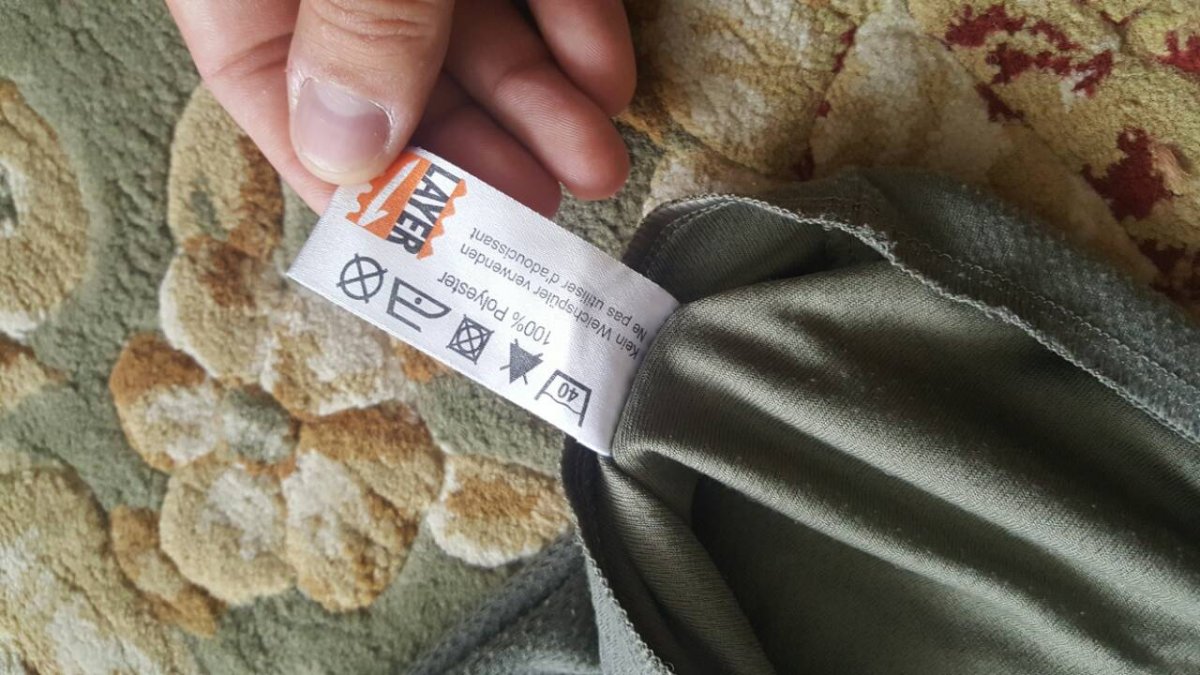 40
100% Polyester
Kein Weichspüler verwenden
Ne pas utiliser d'adoucissant
LAYER